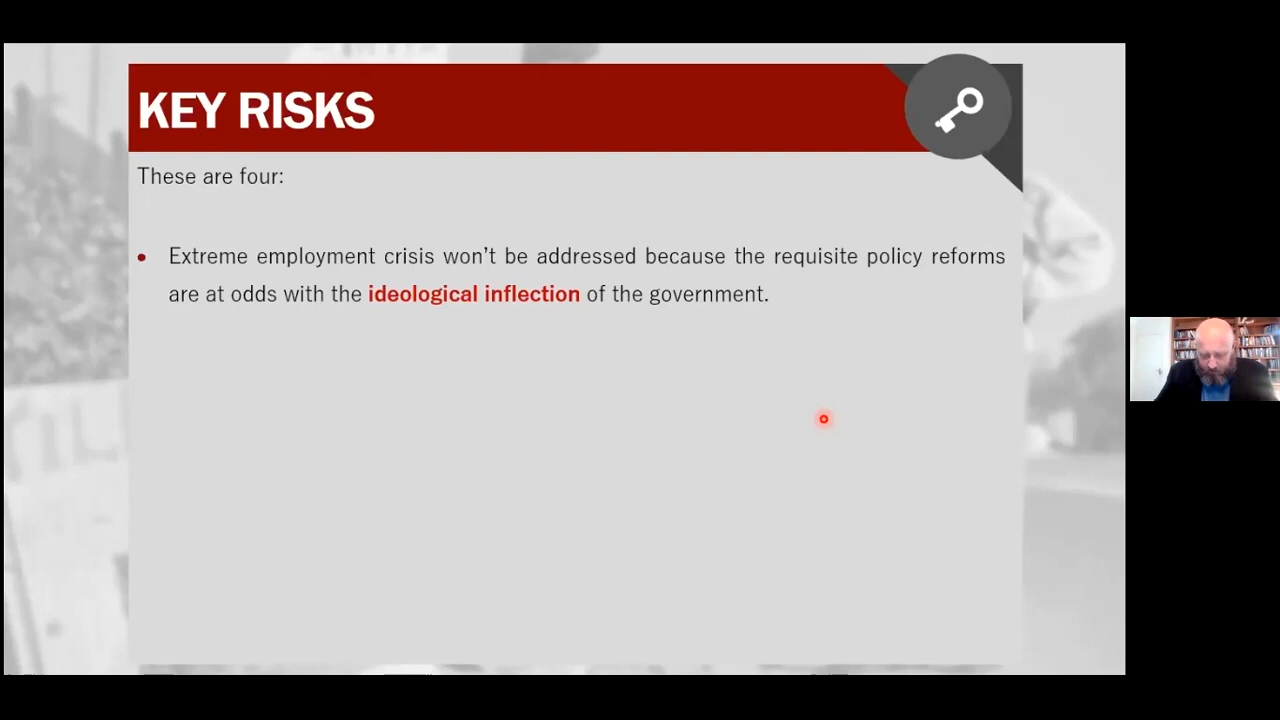 KEY RISKS
These are four:
• Extreme employment crisis won't be addressed because the requisite policy reforms
are at odds with the ideological inflection of the government.